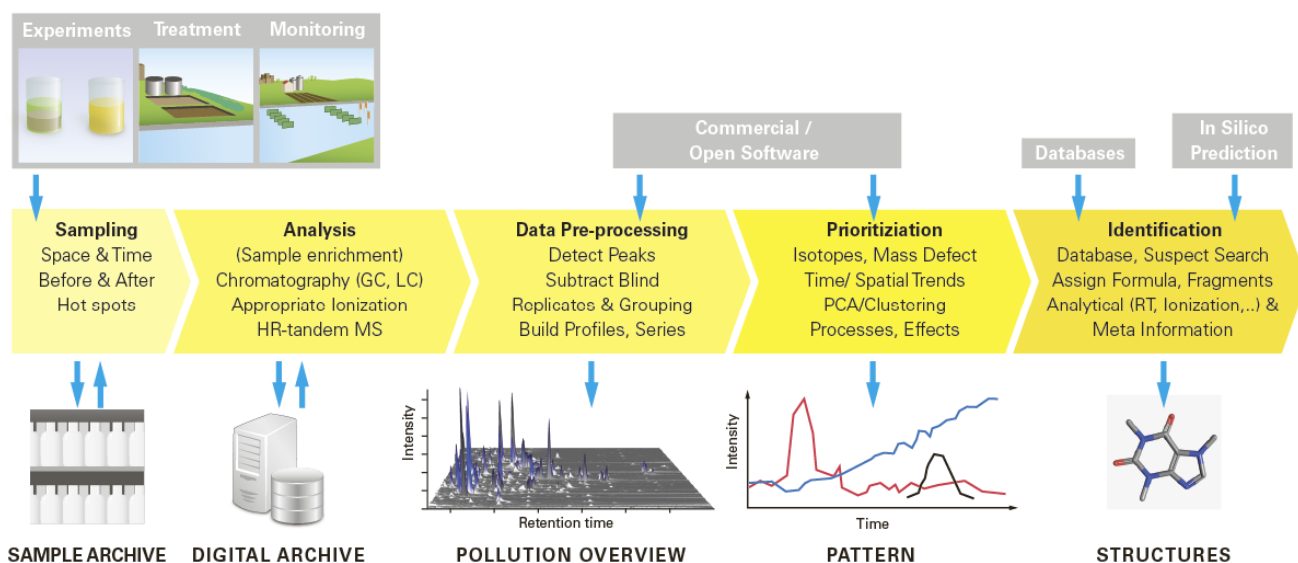 Experiments
Treatment
Monitoring
Commercial /
Open Software
Databases
In Silico
Prediction
Sampling
Space & Time
Before & After
Hot spots
Analysis
(Sample enrichment)
Chromatography (GC, LC)
Appropriate Ionization
HR-tandem MS
Data Pre-processing
Detect Peaks
Subtract Blind
Replicates & Grouping
Build Profiles, Series
Prioritiziation
Isotopes, Mass Defect
Time/ Spatial Trends
PCA/Clustering
Processes, Effects
Identification
Database, Suspect Search
Assign Formula, Fragments
Analytical (RT, Ionization,..) &
Meta Information
Intensity
Retention time
Intensity
Time
SAMPLE ARCHIVE
DIGITAL ARCHIVE
POLLUTION OVERVIEW
PATTERN
STRUCTURES